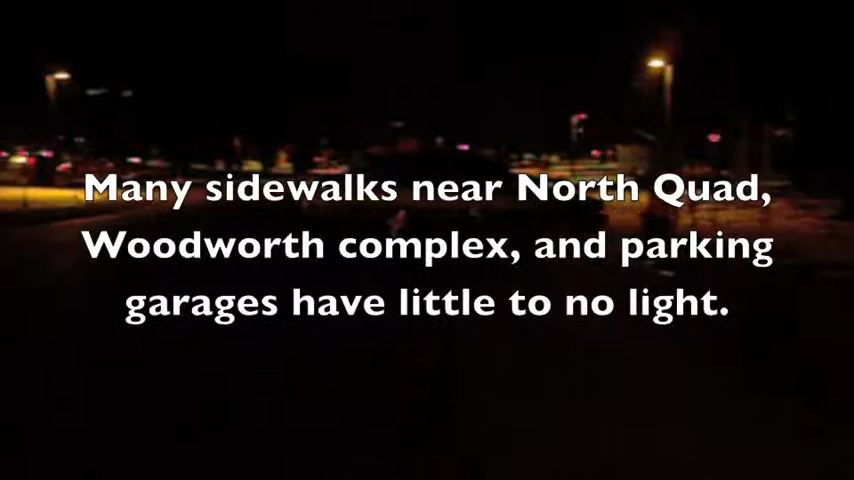 Many sidewalks near North Quad,
Woodworth complex, and parking
garages have little to no light.